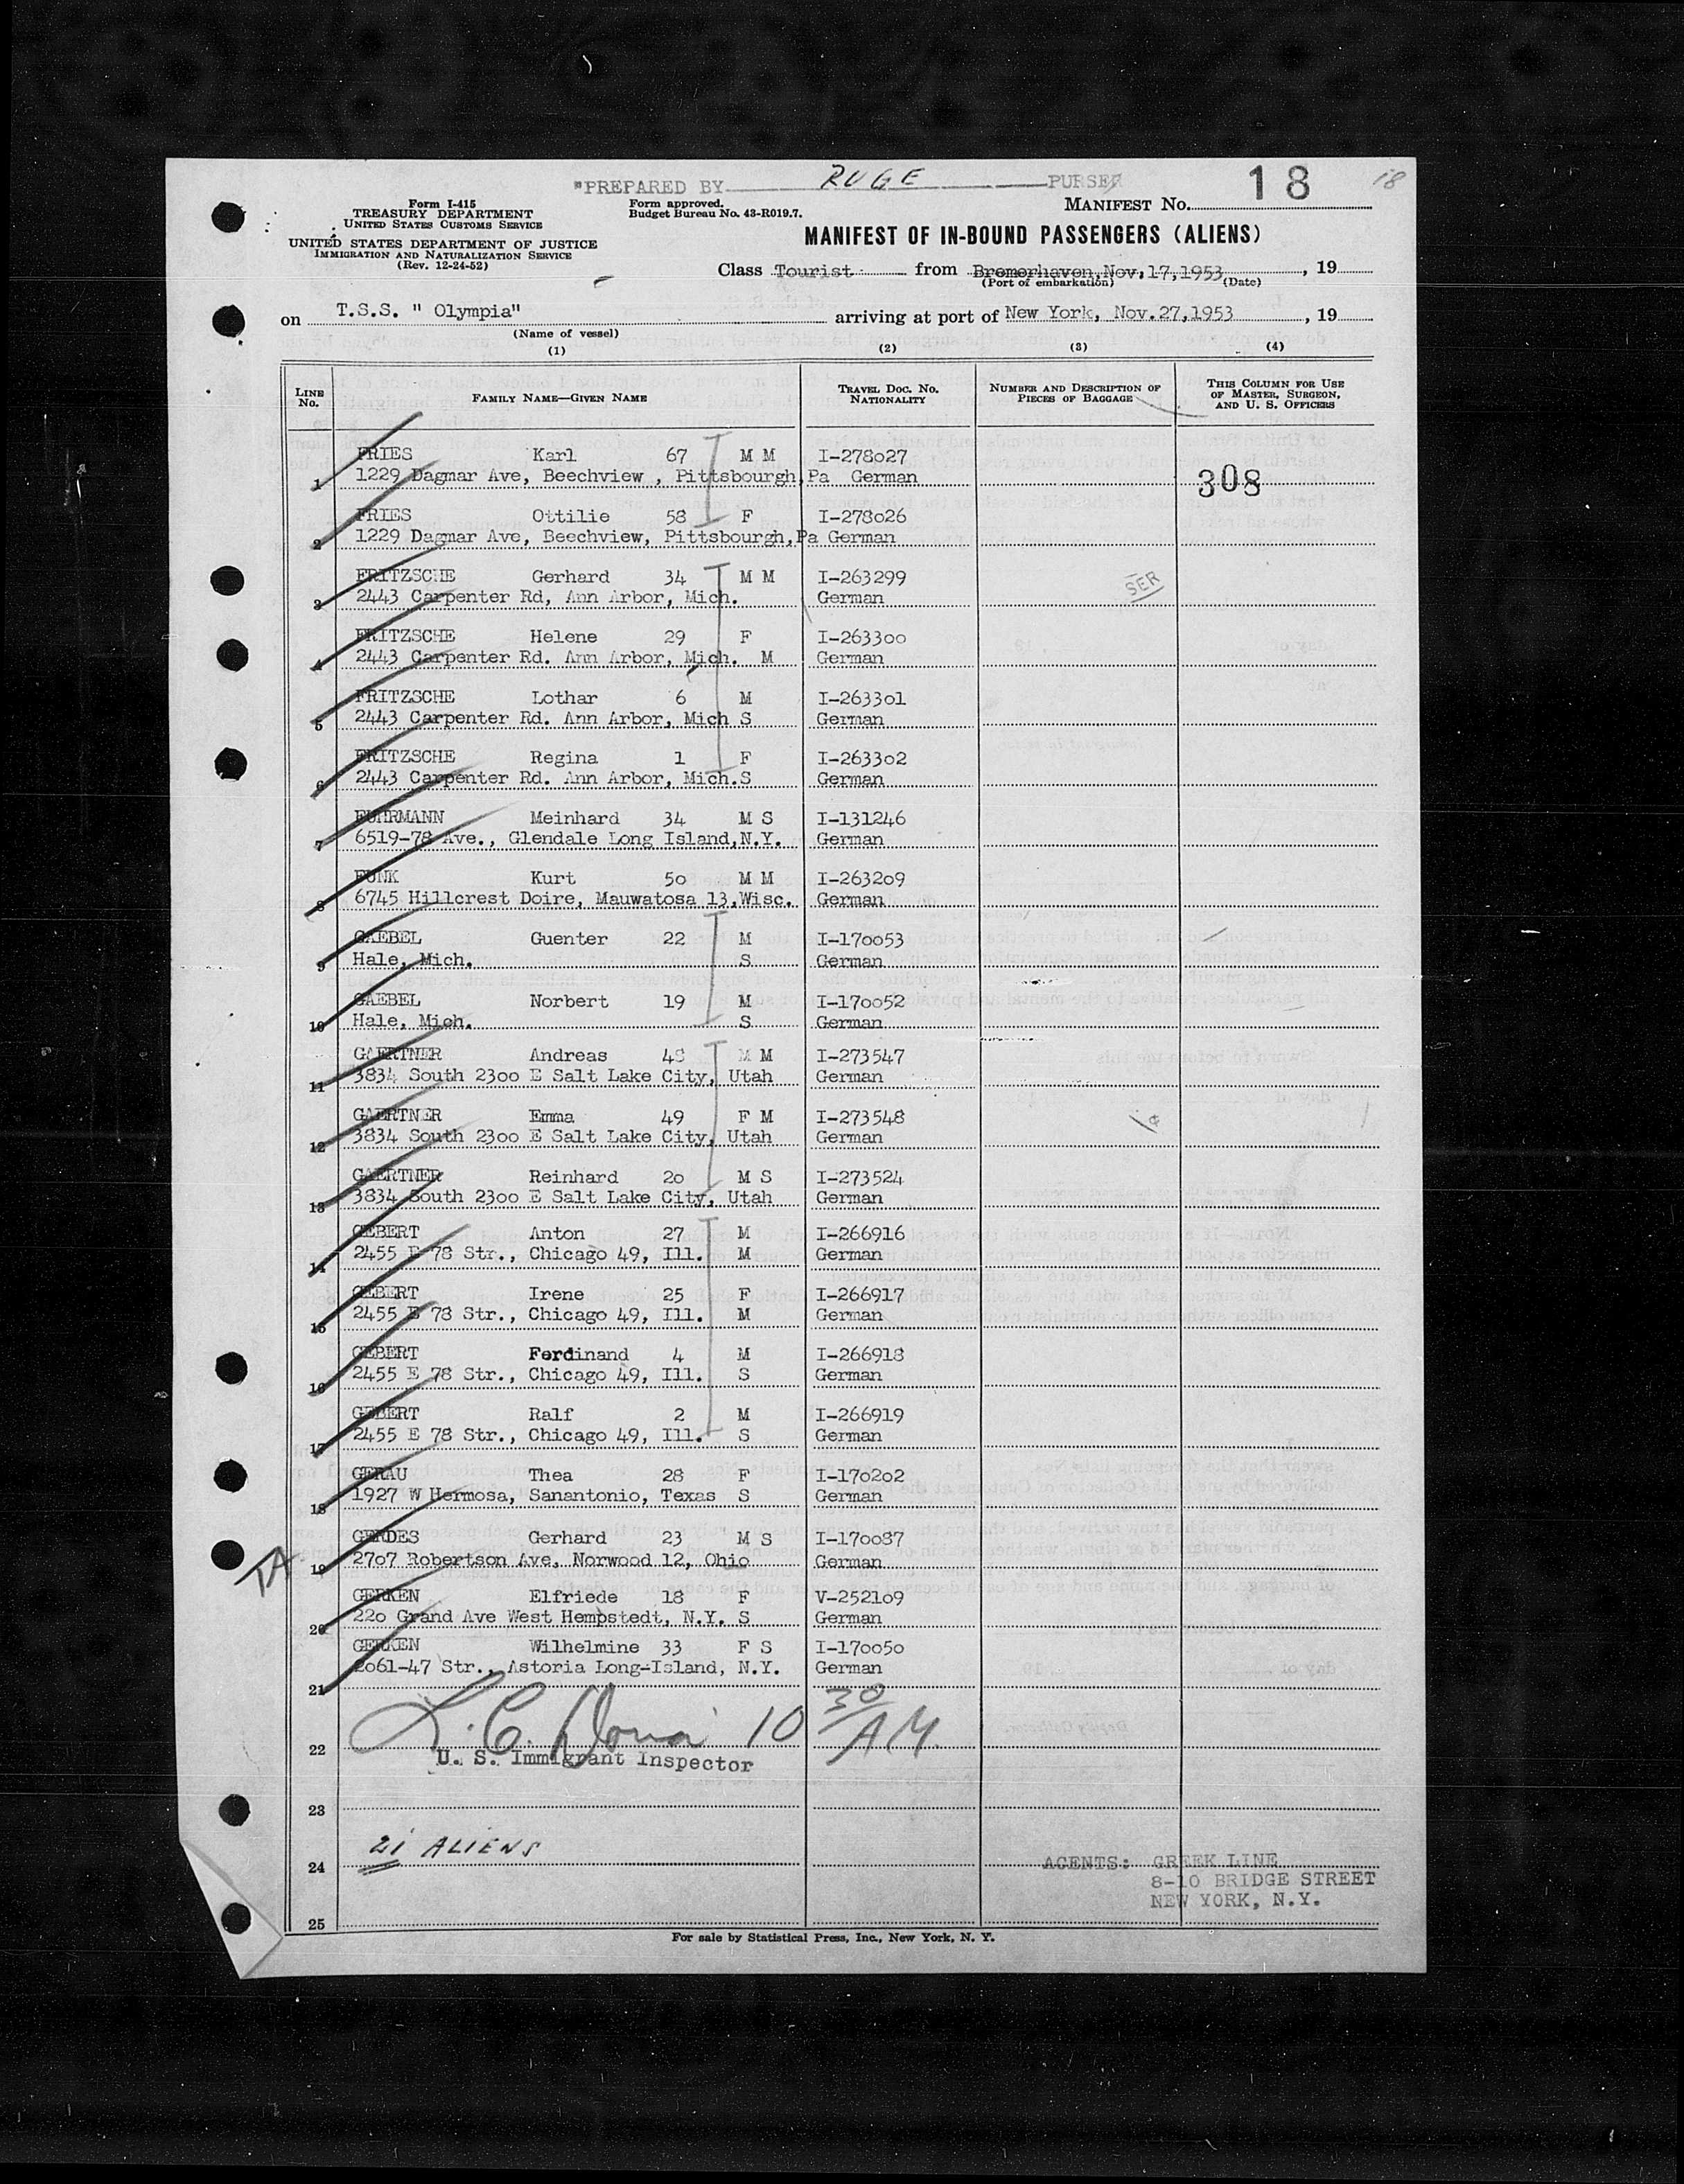 "PREPARED BY RUGE PURSER
18
18
Form I-415
TREASURY DEPARTMENT
UNITED STATES CUSTOMS SERVICE
UNITED STATES DEPARTMENT OF JUSTICE
IMMIGRATION AND NATURALIZATION SERVICE
(Rev. 12-24-52)
Form approved.
Budget Bureau No. 43-R019.7.
MANIFEST No.
MANIFEST OF IN-BOUND PASSENGERS (ALIENS)
Class Tourist from Bremerhaven, Nov. 17, 1953, 19
(Port of embarkation) (Date)
on T.S.S. " Olympia" arriving at port of New York, Nov. 27, 1953, 19
(Name of vessel)
(1) (2) (3) (4)
LINE No. FAMILY NAME—GIVEN NAME TRAVEL DOC. NO. NATIONALITY NUMBER AND DESCRIPTION OF PIECES OF BAGGAGE THIS COLUMN FOR USE OF MASTER, SURGEON, AND U. S. OFFICERS
FRIES Karl 67 M M I-278027
1 1229 Dagmar Ave, Beechview , Pittsbourgh,Pa German 308
FRIES Ottilie 58 F I-278026
2 1229 Dagmar Ave, Beechview, Pittsbourgh,Pa German
FRITZSCHE Gerhard 34 M M I-263299 SER
3 2443 Carpenter Rd, Ann Arbor, Mich. German
FRITZSCHE Helene 29 F I-263300
4 2443 Carpenter Rd. Ann Arbor, Mich. M German
FRITZSCHE Lothar 6 M I-263301
5 2443 Carpenter Rd. Ann Arbor, Mich S German
FRITZSCHE Regina 1 F I-263302
6 2443 Carpenter Rd. Ann Arbor, Mich.S German
FUHRMANN Meinhard 34 M S I-131246
7 6519-78 Ave., Glendale Long Island,N.Y. German
FUNK Kurt 50 M M I-263209
8 6745 Hillcrest Doire, Mauwatosa 13,Wisc. German
GAEBEL Guenter 22 M I-170053
9 Hale, Mich. S German
GAEBEL Norbert 19 M I-170052
10 Hale, Mich. S German
GAERTNER Andreas M M I-273547
11 3834 South 2300 E Salt Lake City, Utah German
GAERTNER Emma 49 F M I-273548
12 3834 South 2300 E Salt Lake City, Utah German
GAERTNER Reinhard 20 M S I-273524
13 3834 South 2300 E Salt Lake City, Utah German
GEBERT Anton 27 M I-266916
14 2455 E 78 Str., Chicago 49, Ill. M German
GEBERT Irene 25 F I-266917
15 2455 E 78 Str., Chicago 49, Ill. M German
GEBERT Ferdinand 4 M I-266918
16 2455 E 78 Str., Chicago 49, Ill. S German
GEBERT Ralf 2 M I-266919
17 2455 E 78 Str., Chicago 49, Ill. S German
GERAU Thea 28 F I-170202
18 1927 W Hermosa, Sanantonio, Texas S German
GERDES Gerhard 23 M S I-170087
TA 19 2707 Robertson Ave, Norwood 12, Ohio German
GERKEN Elfriede 18 F V-252109
20 220 Grand Ave West Hempstedt, N.Y. S German
GERKEN Wilhelmine 33 F S I-170050
21 2061-47 Str., Astoria Long-Island, N.Y. German
L. C. 10 30 AM
22 U. S. Immigrant Inspector
23
24 21 ALIENS
AGENTS: GREEK LINE
8-10 BRIDGE STREET
NEW YORK, N.Y.
25
For sale by Statistical Press, Inc., New York, N. Y.